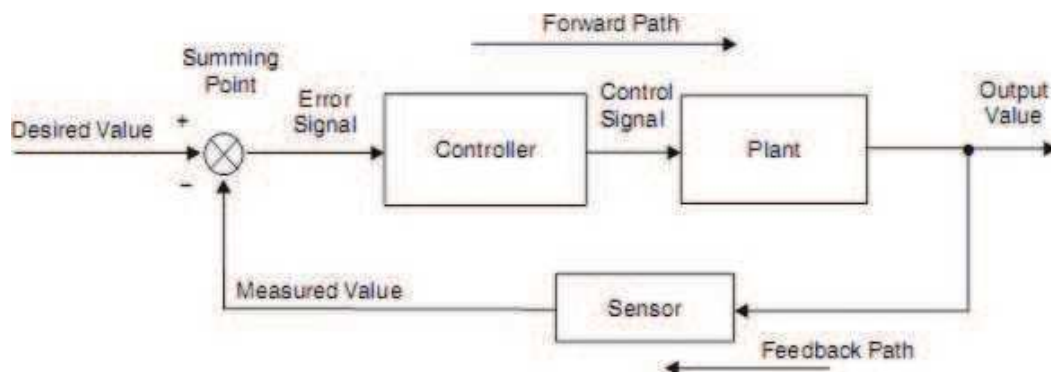 Forward Path
Summing
Point
Error
Signal
Control
Signal
Output
Value
Desired Value
+
Controller
Plant
−
Measured Value
Sensor
Feedback Path